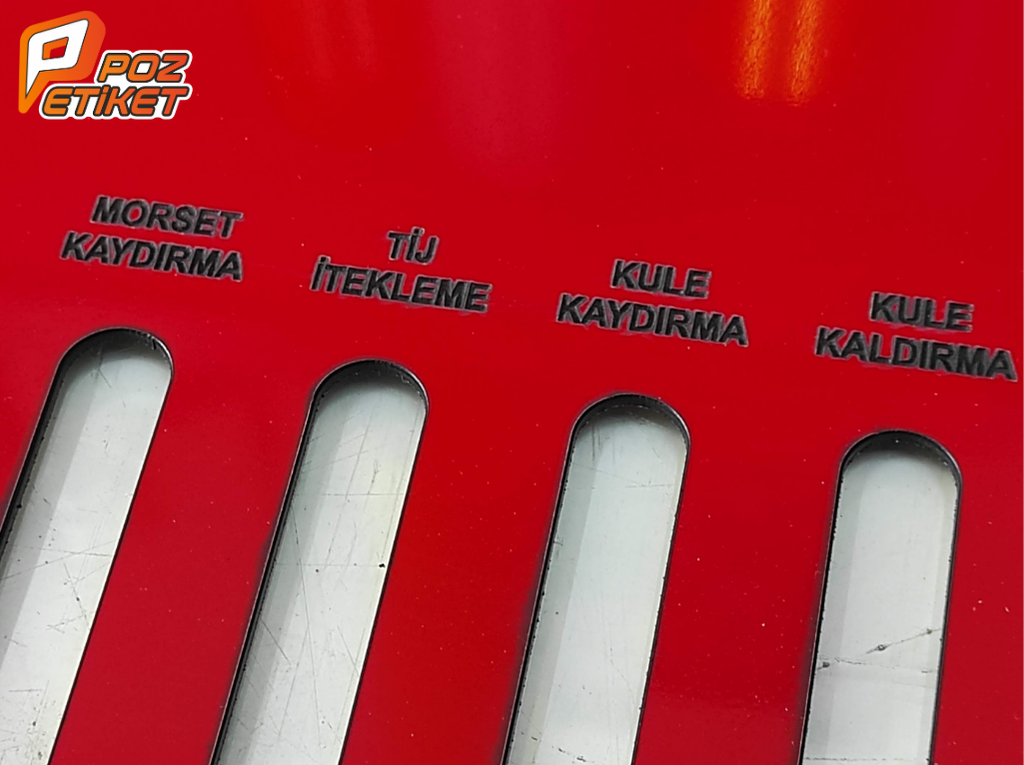 POZ
ETİKET
MORSET
KAYDIRMA
TİJ
İTEKLEME
KULE
KAYDIRMA
KULE
KALDIRMA